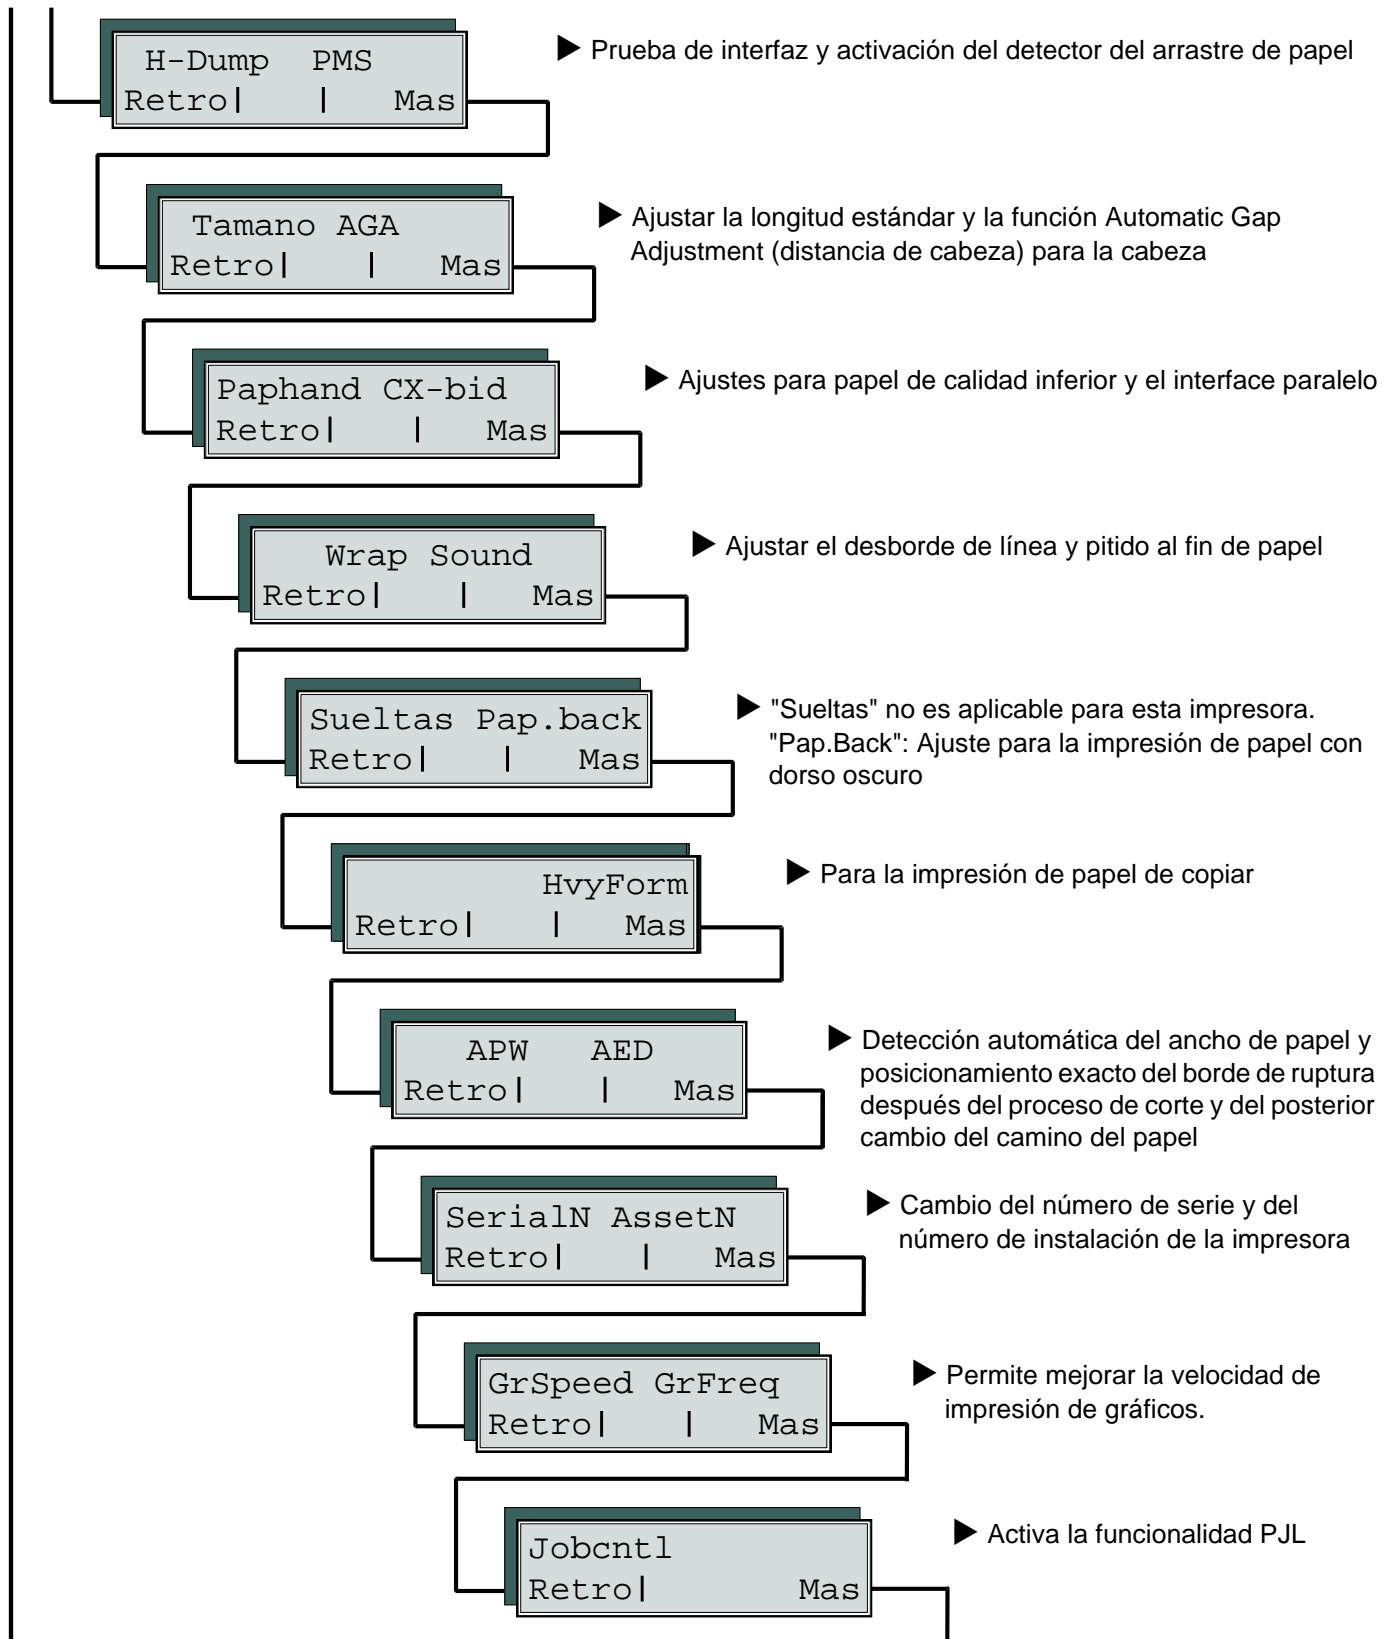 H-Dump PMS
Retro| | Mas
Prueba de interfaz y activación del detector del arrastre de papel
Tamano AGA
Retro| | Mas
Ajustar la longitud estándar y la función Automatic Gap
Adjustment (distancia de cabeza) para la cabeza
Paphand CX-bid
Retro| | Mas
Ajustes para papel de calidad inferior y el interface paralelo
Wrap Sound
Retro| | Mas
Ajustar el desborde de línea y pitido al fin de papel
Sueltas Pap.back
Retro| | Mas
"Sueltas" no es aplicable para esta impresora.
"Pap.Back": Ajuste para la impresión de papel con
dorso oscuro
HvyForm
Retro| | Mas
Para la impresión de papel de copiar
APW AED
Retro| | Mas
Detección automática del ancho de papel y
posicionamiento exacto del borde de ruptura
después del proceso de corte y del posterior
cambio del camino del papel
SerialN AssetN
Retro| | Mas
Cambio del número de serie y del
número de instalación de la impresora
GrSpeed GrFreq
Retro| | Mas
Permite mejorar la velocidad de
impresión de gráficos.
Jobcntl
Retro| Mas
Activa la funcionalidad PJL